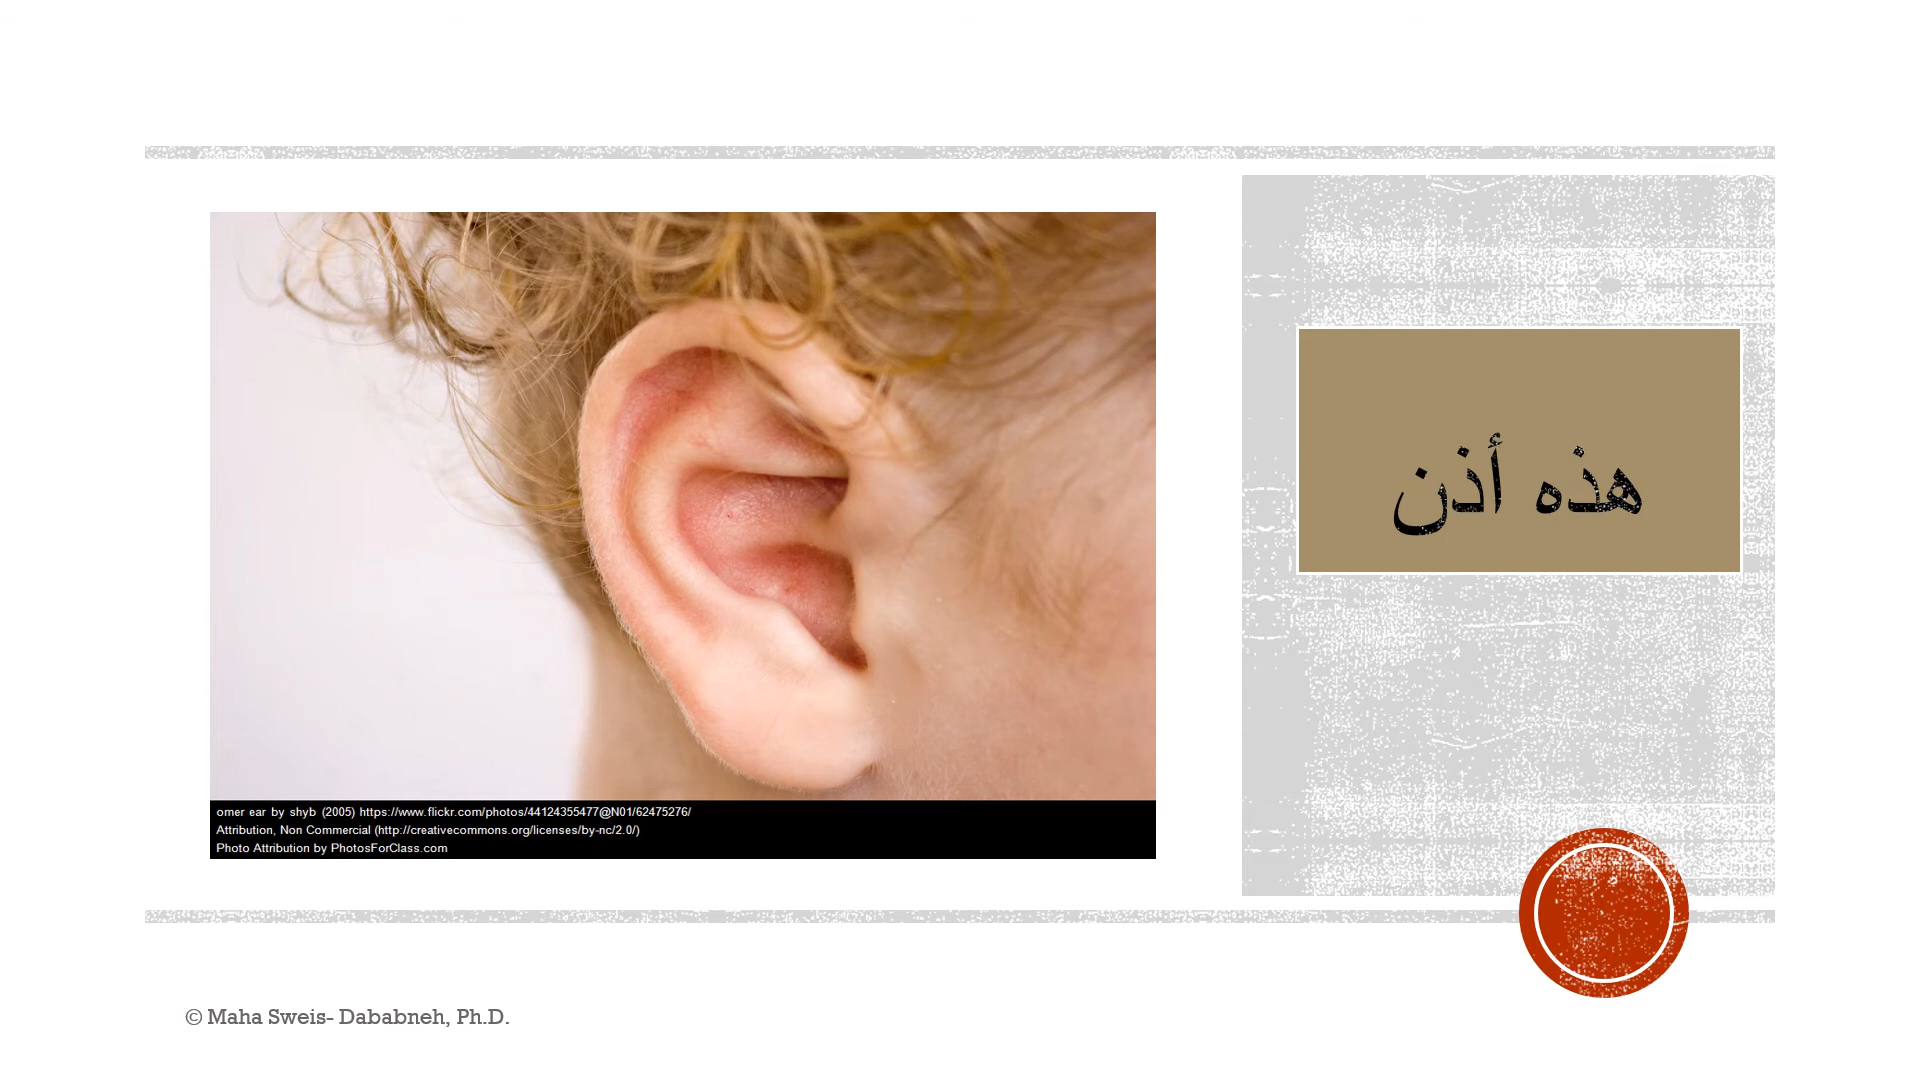 هذه أذن
omer ear by shyb (2005) https://www.flickr.com/photos/44124355477@N01/62475276/
Attribution, Non Commercial (http://creativecommons.org/licenses/by-nc/2.0/)
Photo Attribution by PhotosForClass.com
© Maha Sweis- Dababneh, Ph.D.